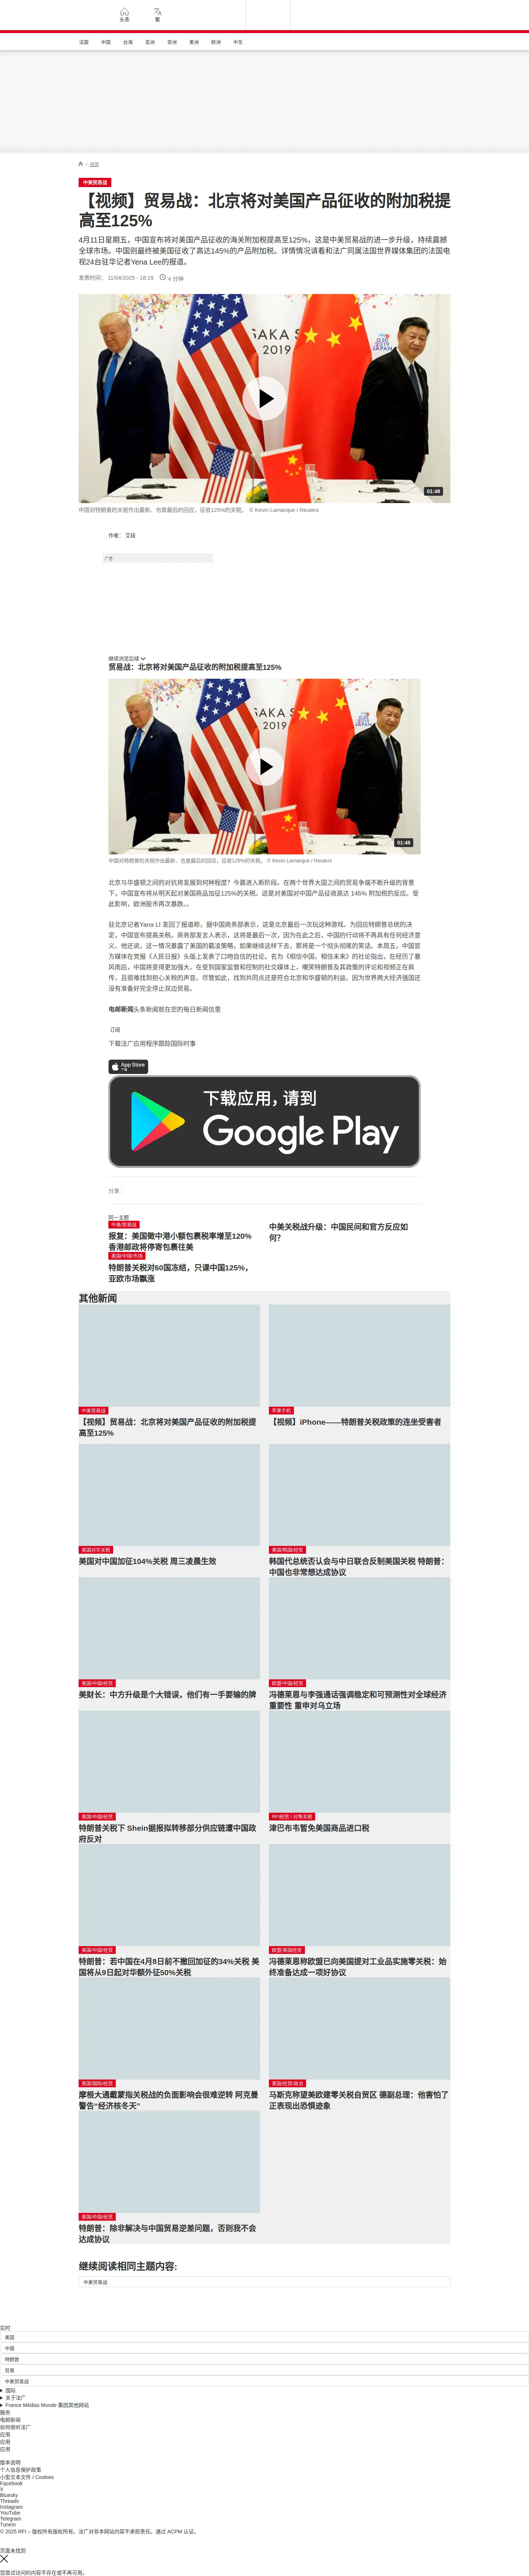 头条
繁
法国
中国
台海
亚洲
非洲
美洲
欧洲
中东
/ 经贸
中美贸易战
【视频】贸易战：北京将对美国产品征收的附加税提
高至125%
4月11日星期五，中国宣布将对美国产品征收的海关附加税提高至125%，这是中美贸易战的进一步升级，持续震撼
全球市场。中国则最终被美国征收了高达145%的产品附加税。详情情况请看和法广同属法国世界媒体集团的法国电
视24台驻华记者Yena Lee的报道。
发表时间： 11/04/2025 - 18:15
4 分钟
SAKA S
2019
G20
2019
JAPAN
01:48
中国对特朗普的关税作出最新、也是最后的回应，征收125%的关税。 © Kevin Lamarque / Reuters
作者： 艾娃
广告
继续浏览后续
贸易战：北京将对美国产品征收的附加税提高至125%
SAKA S
2019
01:48
中国对特朗普的关税作出最新、也是最后的回应，征收125%的关税。 © Kevin Lamarque / Reuters
北京与华盛顿之间的对抗将发展到何种程度？今晨进入新阶段。在两个世界大国之间的贸易争端不断升级的背景
下，中国宣布将从明天起对美国商品加征125%的关税。这是对美国对中国产品征收高达 145% 附加税的反应。受
此影响，欧洲股市再次暴跌。。
驻北京记者Yana LI 发回了报道称，据中国商务部表示，这是北京最后一次玩这种游戏。为回应特朗普总统的决
定，中国宣布提高关税。商务部发言人表示，这将是最后一次，因为在此之后，中国的行动将不再具有任何经济意
义。他还说，这一情况暴露了美国的霸凌策略，如果继续这样下去，那将是一个彻头彻尾的笑话。本周五，中国官
方媒体在党报《人民日报》头版上发表了口吻自信的社论。名为《相信中国，相信未来》的社论指出，在经历了暴
风雨后，中国将变得更加强大。在受到国家监管和控制的社交媒体上，嘲笑特朗普及其政策的评论和视频正在疯
传，且很难找到担心关税的声音。尽管如此，找到共同点还是符合北京和华盛顿的利益。因为世界两大经济强国还
没有准备好完全停止双边贸易。
电邮新闻头条新闻就在您的每日新闻信里
订阅
下载法广应用程序跟踪国际时事
App Store
下载
下载应用，请到
Google Play
分享 :
同一主题
中美/贸易战
报复：美国徵中港小额包裹税率增至120%
香港邮政将停寄包裹往美
中美关税战升级：中国民间和官方反应如
何？
美国/中国/市场
特朗普关税对60国冻结，只课中国125%，
亚欧市场飘涨
其他新闻
中美贸易战
【视频】贸易战：北京将对美国产品征收的附加税提
高至125%
苹果手机
【视频】iPhone——特朗普关税政策的连坐受害者
美国对华关税
美国对中国加征104%关税 周三凌晨生效
美国/韩国/经贸
韩国代总统否认会与中日联合反制美国关税 特朗普：
中国也非常想达成协议
美国/中国/经贸
美财长：中方升级是个大错误，他们有一手要输的牌
欧盟/中国/经贸
冯德莱恩与李强通话强调稳定和可预测性对全球经济
重要性 重申对乌立场
美国/中国/经贸
特朗普关税下 Shein据报拟转移部分供应链遭中国政
府反对
RFI经贸 / 对等关税
津巴布韦暂免美国商品进口税
美国/中国/经贸
特朗普：若中国在4月8日前不撤回加征的34%关税 美
国将从9日起对华额外征50%关税
欧盟/美国经贸
冯德莱恩称欧盟已向美国提对工业品实施零关税：始
终准备达成一项好协议
美国/国际/经贸
摩根大通戴蒙指关税战的负面影响会很难逆转 阿克曼
警告“经济核冬天”
美国/经贸/政治
马斯克称望美欧建零关税自贸区 德副总理：他害怕了
正表现出恐惧迹象
美国/中国/经贸
特朗普：除非解决与中国贸易逆差问题，否则我不会
达成协议
继续阅读相同主题内容:
中美贸易战
实时
美国
中国
特朗普
贸易
中美贸易战
国际
关于法广
France Médias Monde 集团其他网站
服务
电邮新闻
如何收听法广
应用
应用
应用
版本说明
个人信息保护政策
小型文本文件 / Cookies
Facebook
X
Bluesky
Threads
Instagram
YouTube
Telegram
TuneIn
© 2025 RFI – 版权所有版权所有。法广对非本网站内容不承担责任。通过 ACPM 认证。
页面未找到
您尝试访问的内容不存在或不再可用。